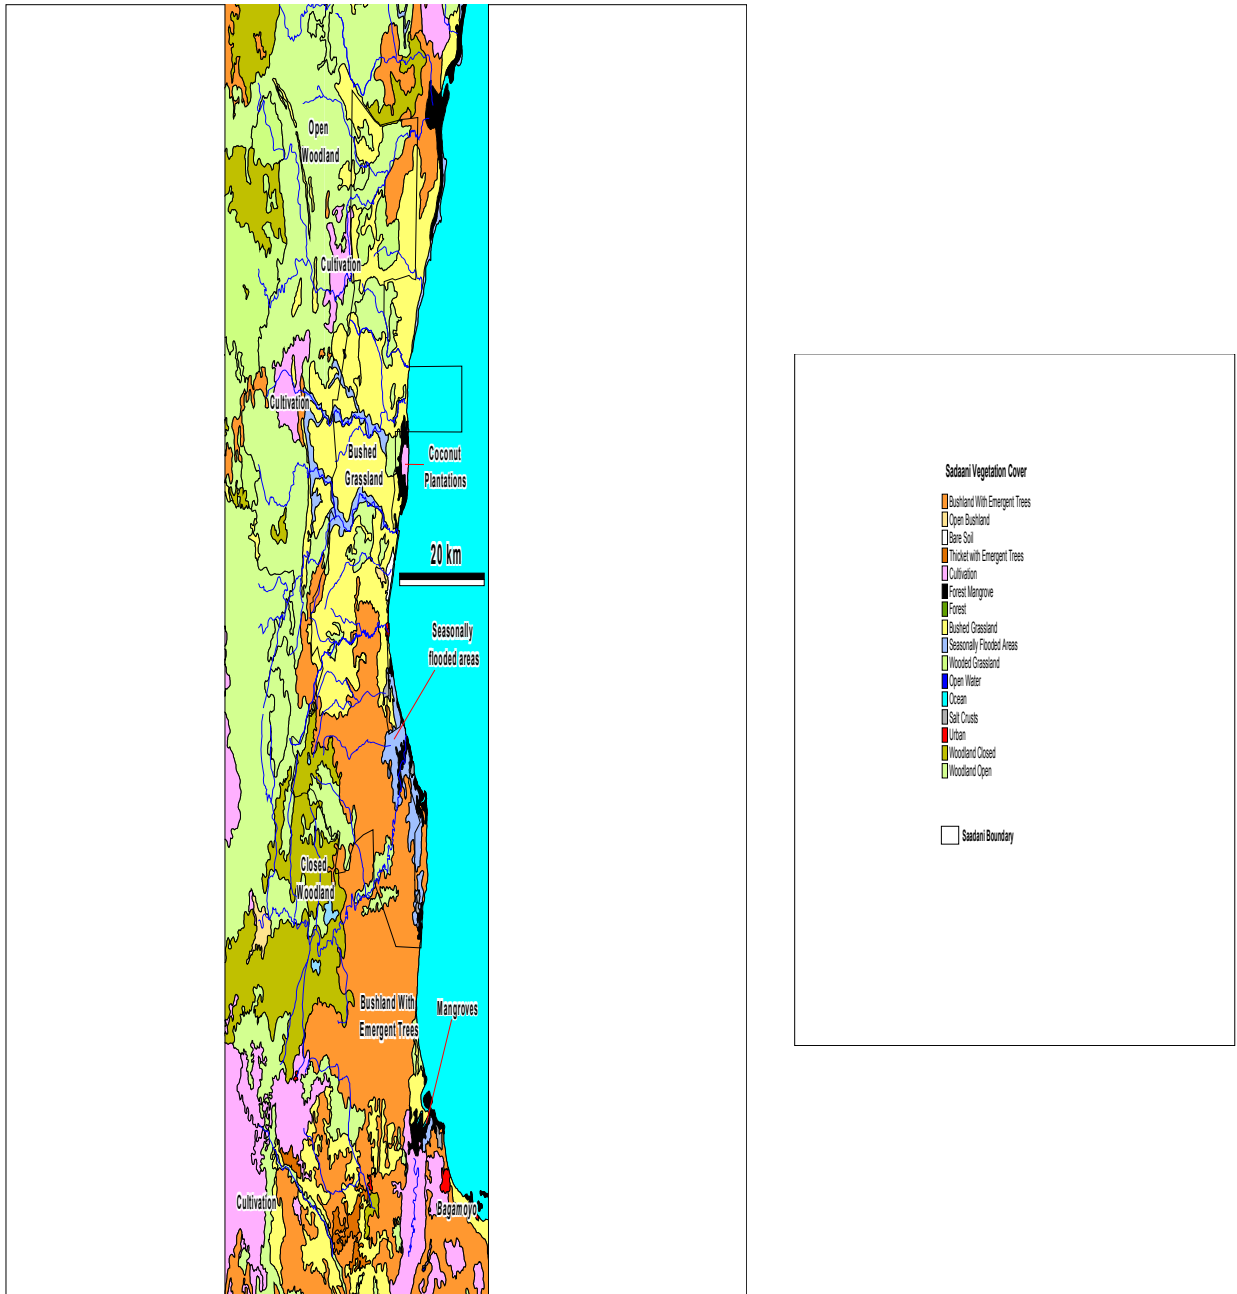 Open
Woodland
Cultivation
Cultivation
Bushed
Grassland
Coconut
Plantations
20 km
Seasonally
flooded areas
Closed
Woodland
Bushland With
Emergent Trees
Mangroves
Cultivation
Bagamoyo
Sadaani Vegetation Cover
Bushland With Emergent Trees
Open Bushland
Bare Soil
Thicket with Emergent Trees
Cultivation
Forest Mangrove
Forest
Bushed Grassland
Seasonally Flooded Areas
Wooded Grassland
Open Water
Ocean
Salt Crusts
Urban
Woodland Closed
Woodland Open
Saadani Boundary